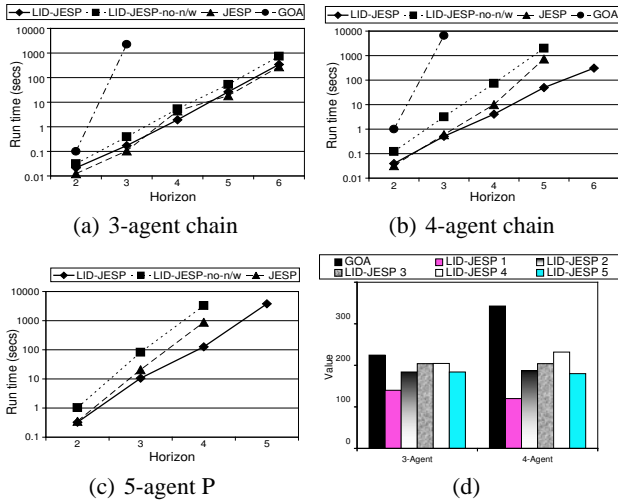 LID-JESP LID-JESP-no-n/w JESP GOA
10000
1000
100
10
1
0.1
0.01
Run time (secs)
2 3 4 5 6
Horizon
(a) 3-agent chain
LID-JESP LID-JESP-no-n/w JESP GOA
10000
1000
100
10
1
0.1
0.01
Run time (secs)
2 3 4 5 6
Horizon
(b) 4-agent chain
LID-JESP LID-JESP-no-n/w JESP
10000
1000
100
10
1
0.1
Run time (secs)
2 3 4 5
Horizon
(c) 5-agent P
GOA LID-JESP 1 LID-JESP 2
LID-JESP 3 LID-JESP 4 LID-JESP 5
300
200
100
0
Value
3-Agent 4-Agent
(d)